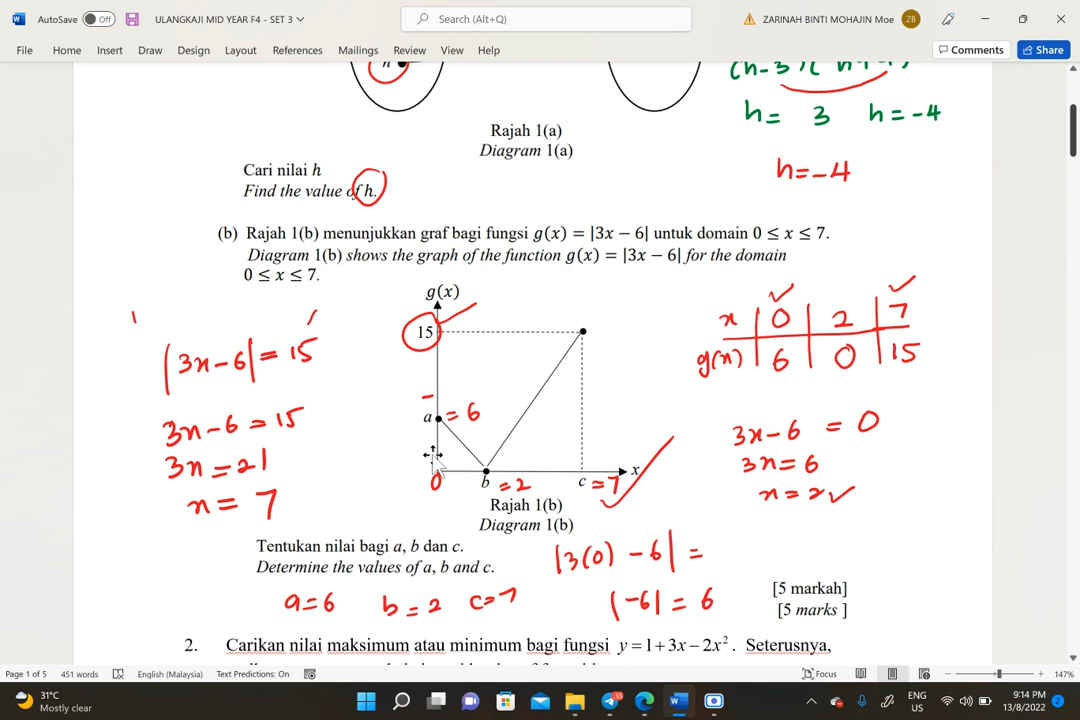 ULANGKAJI MID YEAR F4 - SET 3
AutoSave Off
Search (Alt+Q)
ZARINAH BINTI MOHAJIN Moe ZB
File Home Insert Draw Design Layout References Mailings Review View Help Comments Share
h
h = 3 h = -4
Rajah 1(a)
Diagram 1(a)
h = -4
Cari nilai h
Find the value of h.
(b) Rajah 1(b) menunjukkan graf bagi fungsi g(x) = |3x − 6| untuk domain 0 ≤ x ≤ 7.
Diagram 1(b) shows the graph of the function g(x) = |3x − 6| for the domain
0 ≤ x ≤ 7.
g(x)
15
a = 6
0 b = 2 c = 7 x
|3x-6| = 15
3x-6 = 15
3x = 21
x = 7
x 0 2 7
g(x) 6 0 15
3x-6 = 0
3x = 6
x = 2
Rajah 1(b)
Diagram 1(b)
Tentukan nilai bagi a, b dan c.
Determine the values of a, b and c.
|3(0) -6| =
|-6| = 6
a=6 b=2 c=7
[5 markah]
[5 marks ]
2. Carikan nilai maksimum atau minimum bagi fungsi y = 1 + 3x − 2x². Seterusnya,
Page 1 of 5 451 words English (Malaysia) Text Predictions: On Focus 147%
31°C
Mostly clear
55
ENG
US
9:14 PM
13/8/2022
2